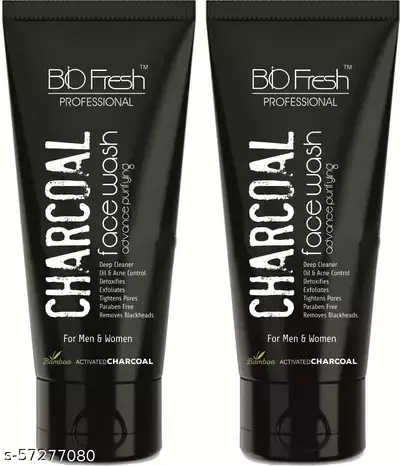 BIO Fresh™
PROFESSIONAL
CHARCOAL
face wash
advance purifying
Deep Cleaner
Oil & Acne Control
Detoxifies
Exfoliates
Tightens Pores
Paraben Free
Removes Blackheads
For Men & Women
Bamboo ACTIVATED CHARCOAL
BIO Fresh™
PROFESSIONAL
CHARCOAL
face wash
advance purifying
Deep Cleaner
Oil & Acne Control
Detoxifies
Exfoliates
Tightens Pores
Paraben Free
Removes Blackheads
For Men & Women
Bamboo ACTIVATED CHARCOAL
s-57277080